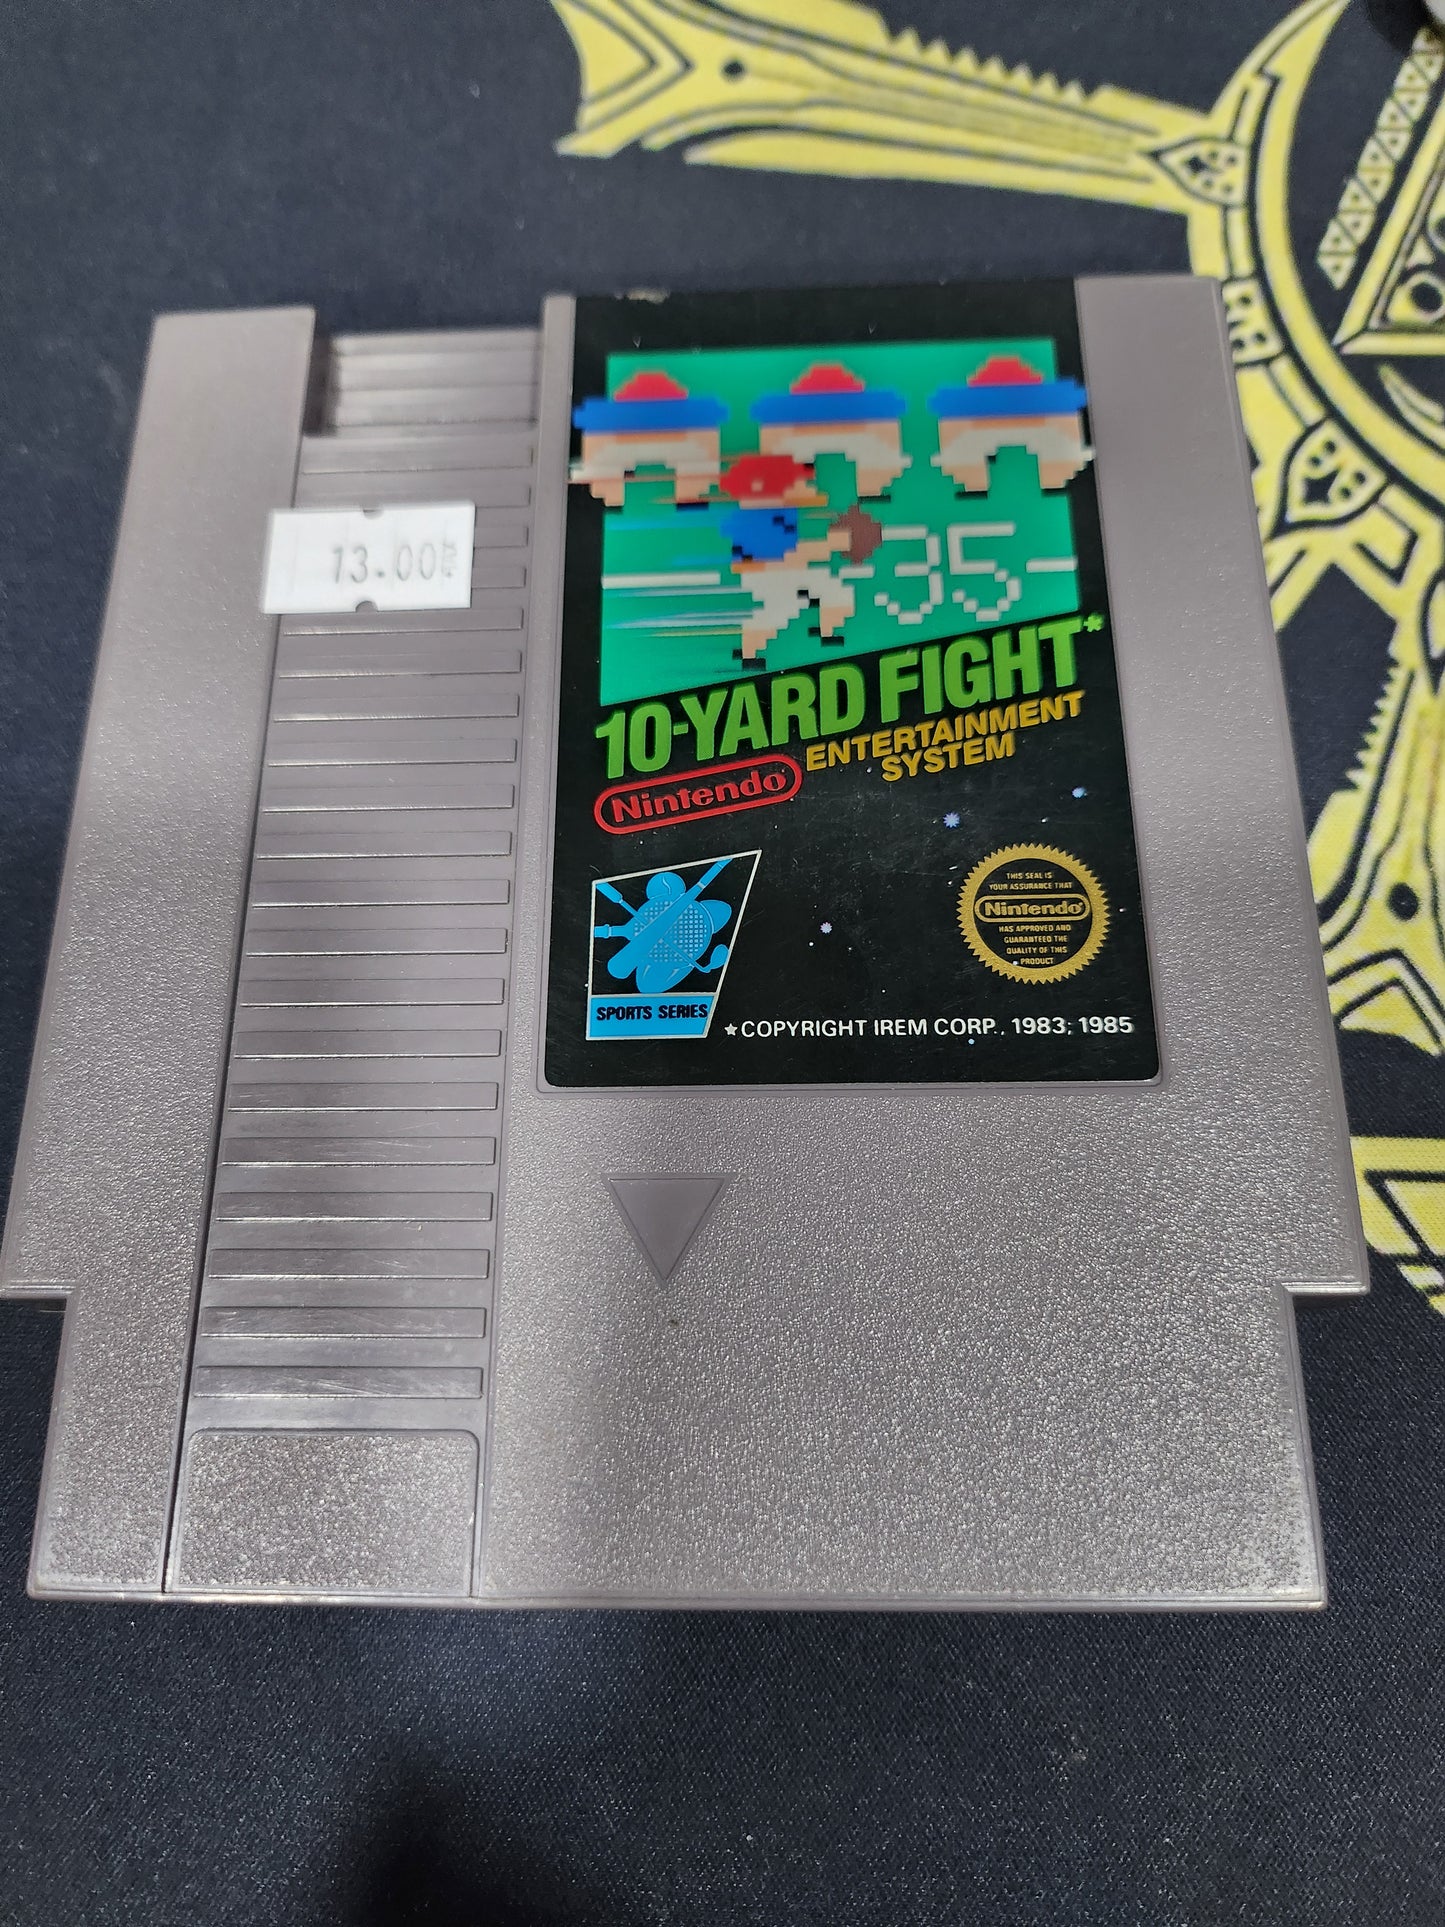 13.00
35
10-YARD FIGHT*
Nintendo®
ENTERTAINMENT
SYSTEM
THIS SEAL IS
YOUR ASSURANCE THAT
Nintendo
HAS APPROVED AND
GUARANTEED THE
QUALITY OF THIS
PRODUCT
SPORTS SERIES
★COPYRIGHT IREM CORP., 1983; 1985